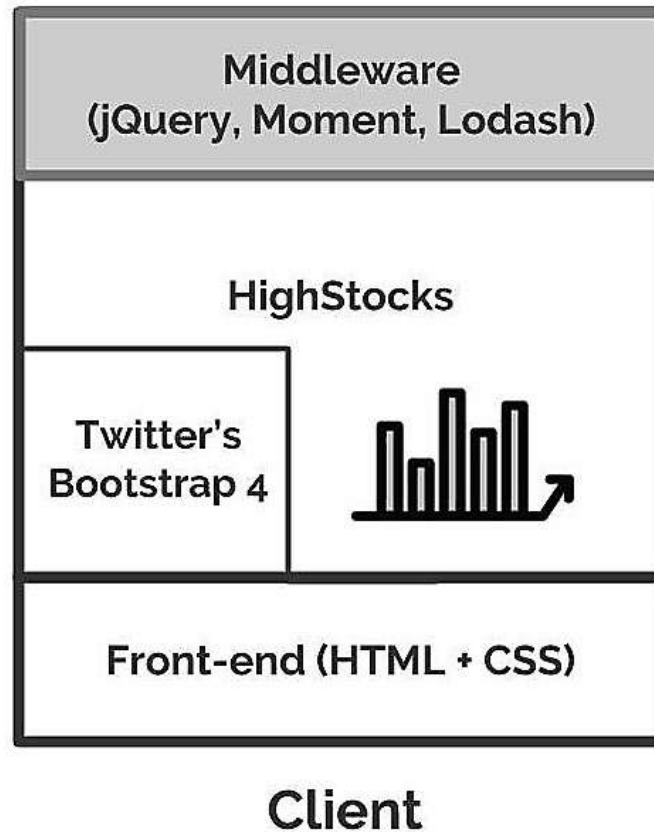 Middleware
(jQuery, Moment, Lodash)
HighStocks
Twitter's
Bootstrap 4
Front-end (HTML + CSS)
Client